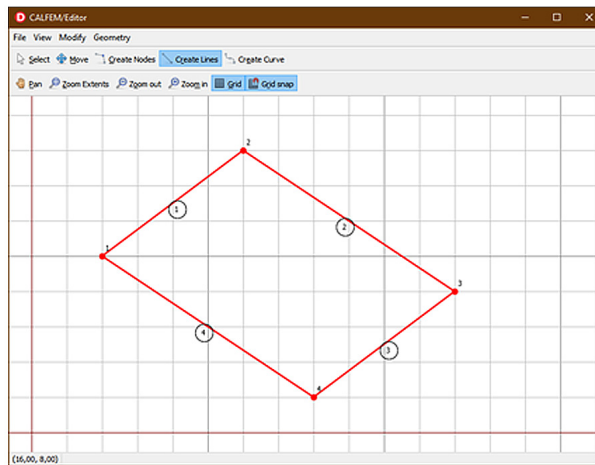 D CALFEM/Editor
File View Modify Geometry
Select Move Create Nodes Create Lines Create Curve
Pan Zoom Extents Zoom out Zoom in Grid Grid snap
2
1
1
2
3
4
3
4
(16,00, 8,00)